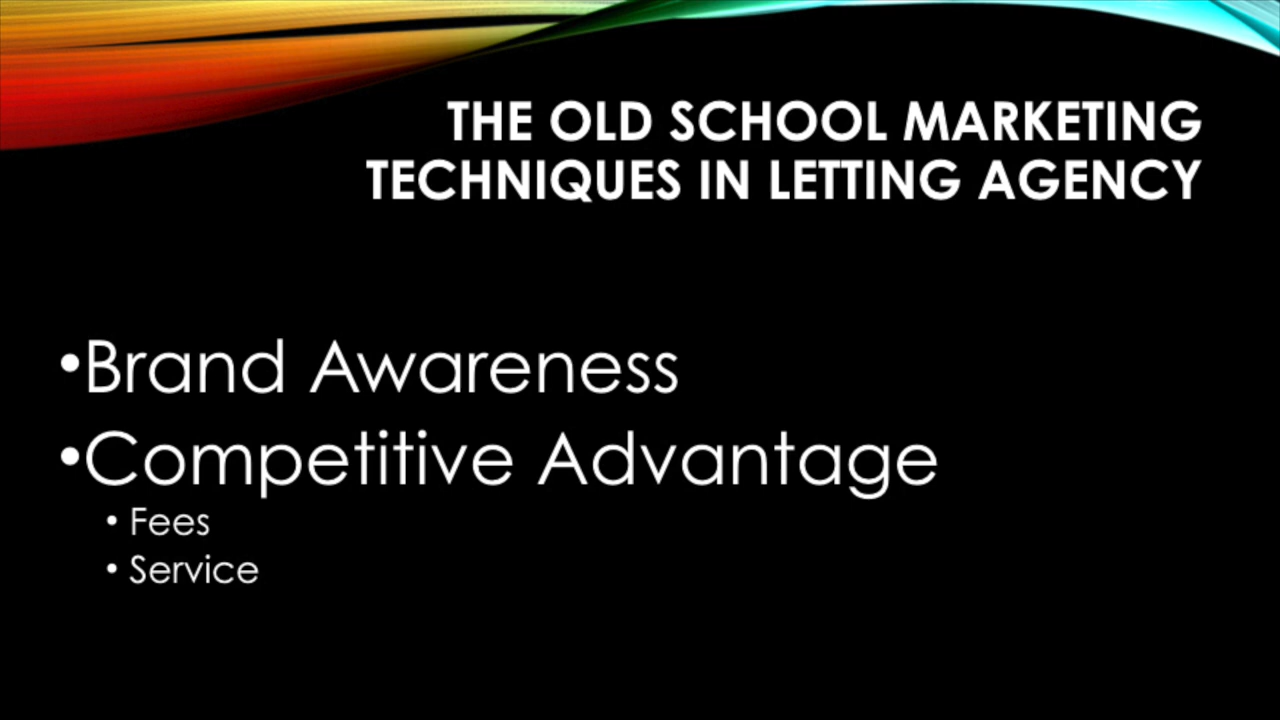 THE OLD SCHOOL MARKETING
TECHNIQUES IN LETTING AGENCY
•Brand Awareness
•Competitive Advantage
• Fees
• Service